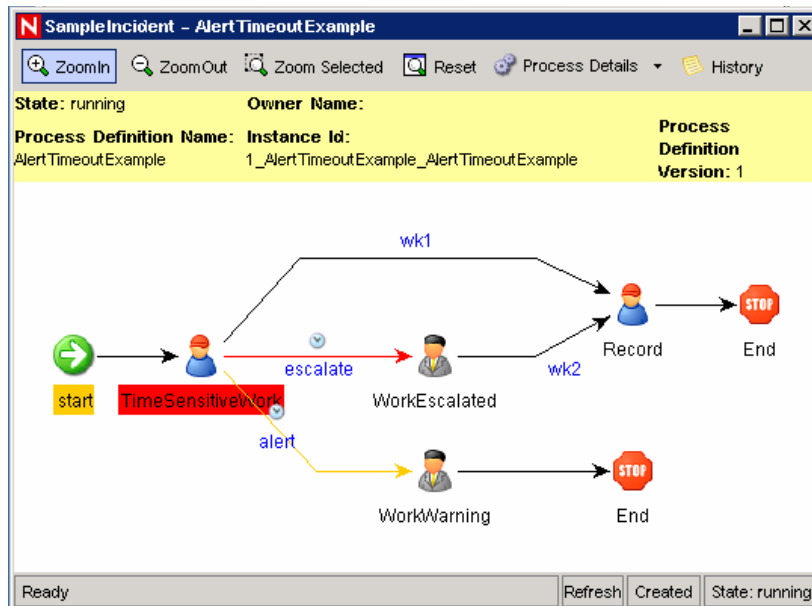 N SampleIncident - AlertTimeoutExample
ZoomIn ZoomOut Zoom Selected Reset Process Details History
State: running Owner Name:
Process Definition Name: Instance Id: Process Definition Version: 1
AlertTimeoutExample 1_AlertTimeoutExample_AlertTimeoutExample
wk1
STOP
Record End
escalate wk2
start TimeSensitiveWork WorkEscalated
alert
STOP
WorkWarning End
Ready Refresh Created State: running